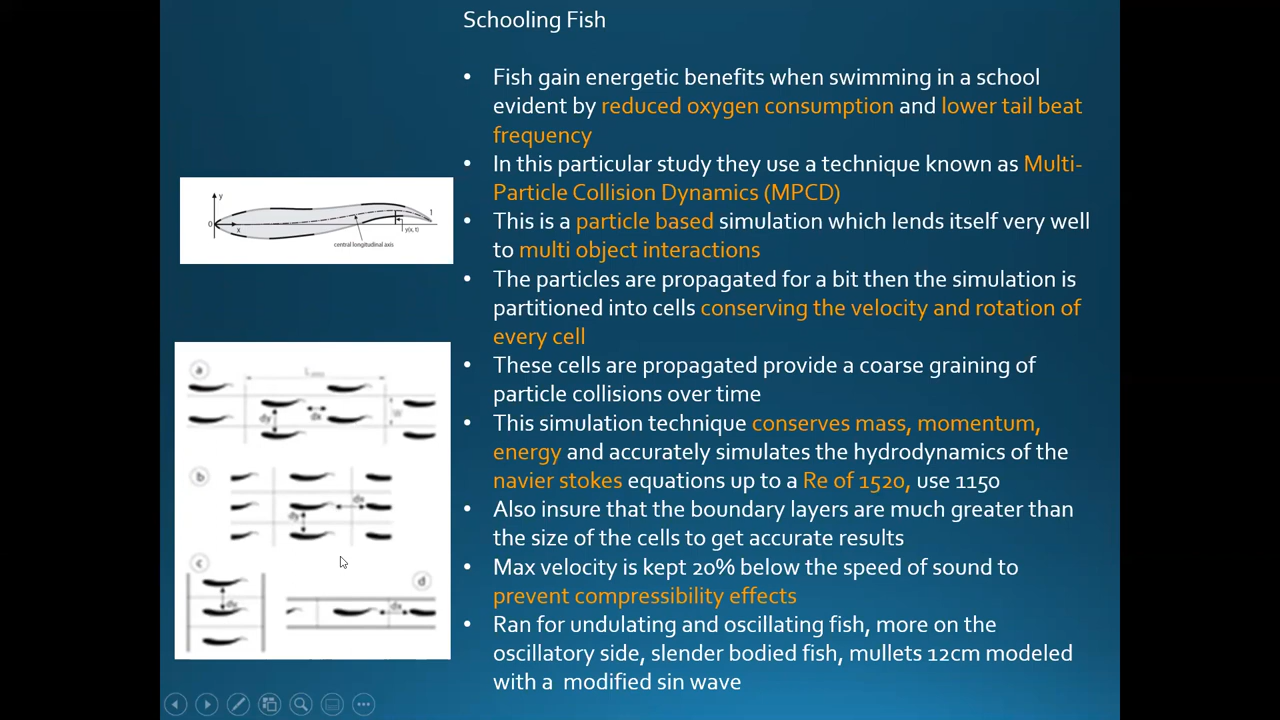 Schooling Fish
• Fish gain energetic benefits when swimming in a school
evident by reduced oxygen consumption and lower tail beat
frequency
• In this particular study they use a technique known as Multi-
Particle Collision Dynamics (MPCD)
• This is a particle based simulation which lends itself very well
to multi object interactions
• The particles are propagated for a bit then the simulation is
partitioned into cells conserving the velocity and rotation of
every cell
• These cells are propagated provide a coarse graining of
particle collisions over time
• This simulation technique conserves mass, momentum,
energy and accurately simulates the hydrodynamics of the
navier stokes equations up to a Re of 1520, use 1150
• Also insure that the boundary layers are much greater than
the size of the cells to get accurate results
• Max velocity is kept 20% below the speed of sound to
prevent compressibility effects
• Ran for undulating and oscillating fish, more on the
oscillatory side, slender bodied fish, mullets 12cm modeled
with a modified sin wave
y
0
x
1
y(x, t)
central longitudinal axis
a
dx
W
dy
b
dx
dy
c
d
dy
dx